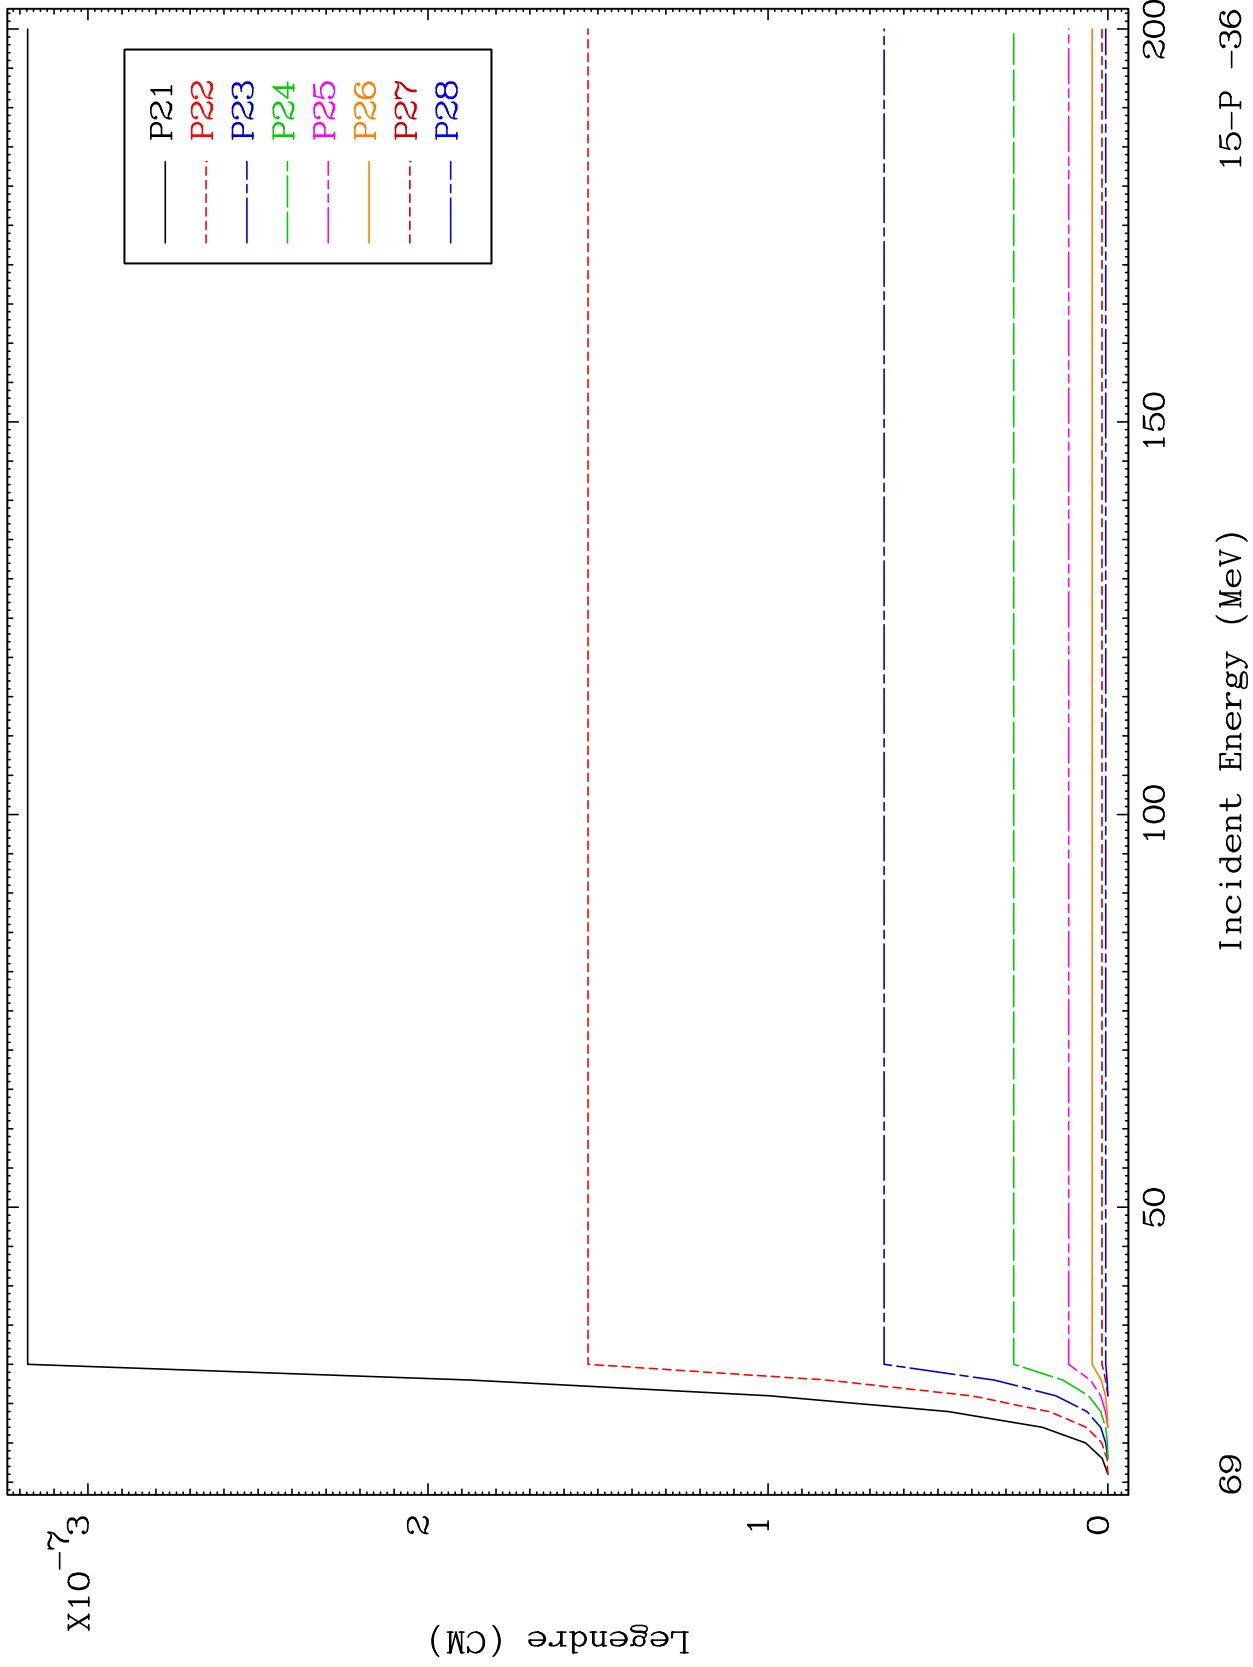 X10-7
3
2
1
0
Legendre (CM)
P21
P22
P23
P24
P25
P26
P27
P28
50
100
150
200
Incident Energy (MeV)
69
15-P -36